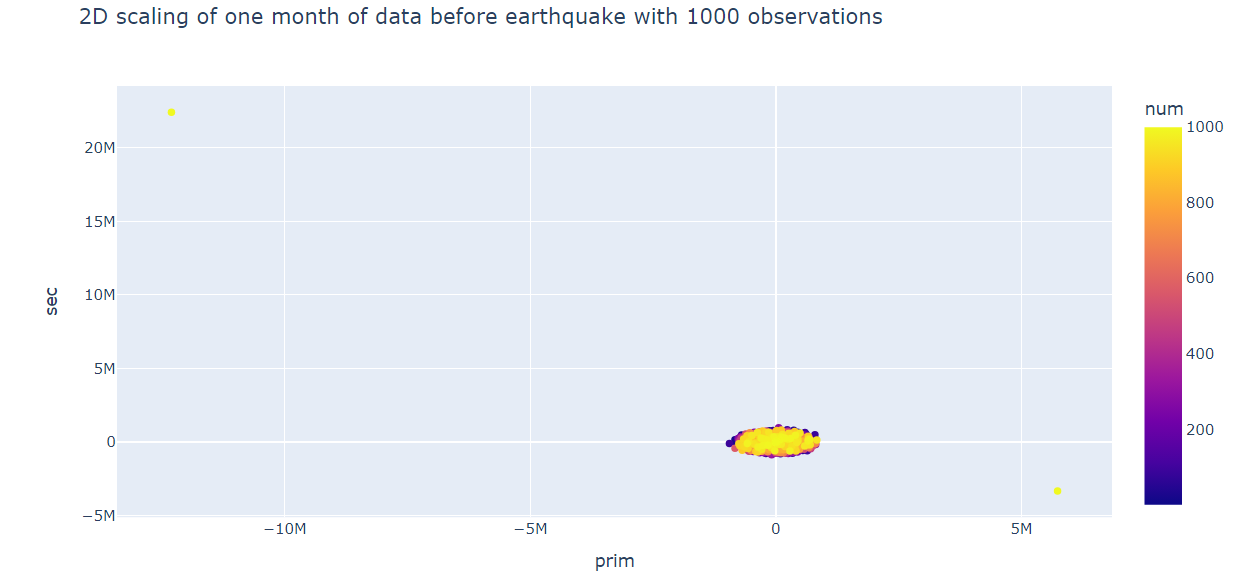 2D scaling of one month of data before earthquake with 1000 observations
num
1000
800
600
400
200
20M
15M
10M
5M
0
−5M
sec
−10M
−5M
0
5M
prim